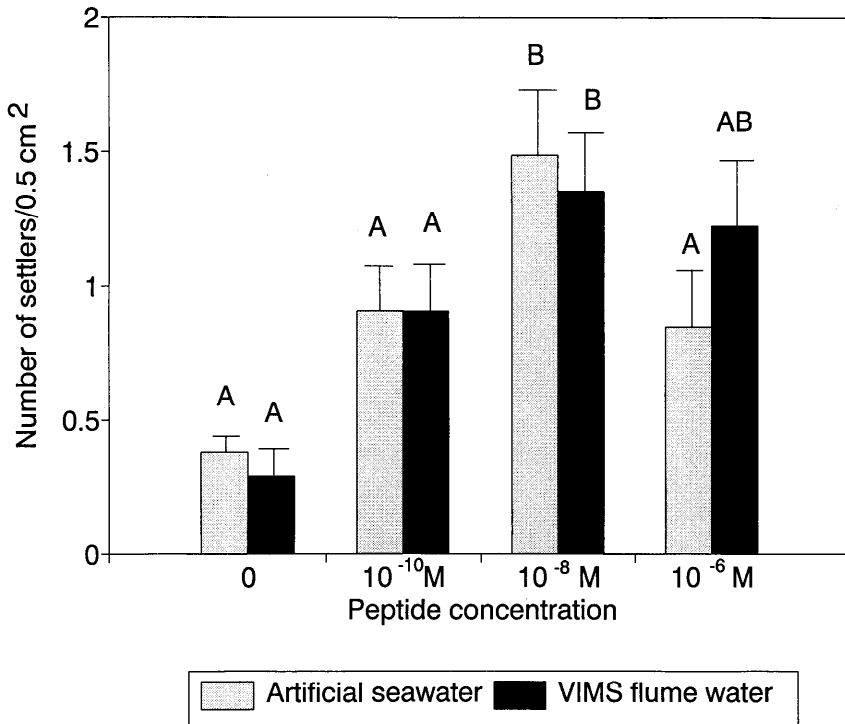 2
B
B
AB
1.5
A
A
A
1
A
A
0.5
0
0
10⁻¹⁰M
10⁻⁸ M
10⁻⁶ M
Number of settlers/0.5 cm²
Peptide concentration
Artificial seawater
VIMS flume water